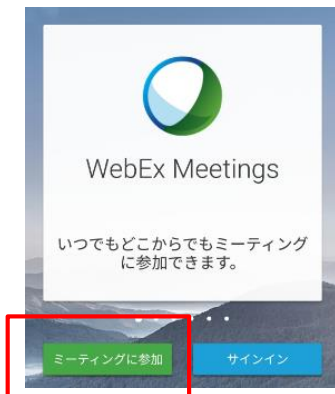 WebEx Meetings
いつでもどこからでもミーティング
に参加できます。
ミーティングに参加
サインイン